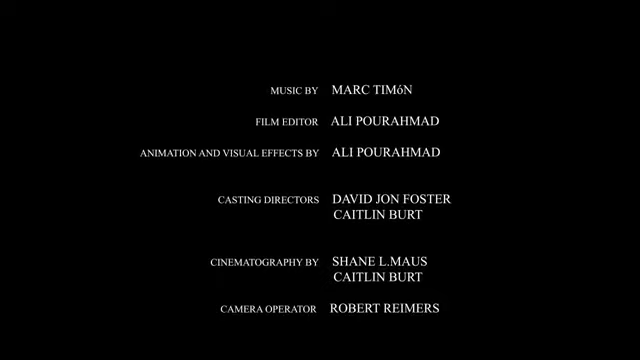 MUSIC BY MARC TIMóN
FILM EDITOR ALI POURAHMAD
ANIMATION AND VISUAL EFFECTS BY ALI POURAHMAD
CASTING DIRECTORS DAVID JON FOSTER
CAITLIN BURT
CINEMATOGRAPHY BY SHANE L.MAUS
CAITLIN BURT
CAMERA OPERATOR ROBERT REIMERS